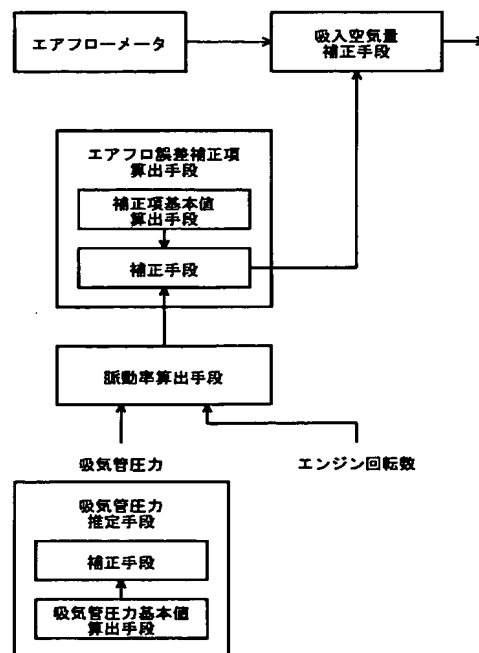 エアフローメータ
吸入空気量
補正手段
エアフロ誤差補正項
算出手段
補正項基本値
算出手段
補正手段
脈動率算出手段
吸気管圧力
エンジン回転数
吸気管圧力
推定手段
補正手段
吸気管圧力基本値
算出手段